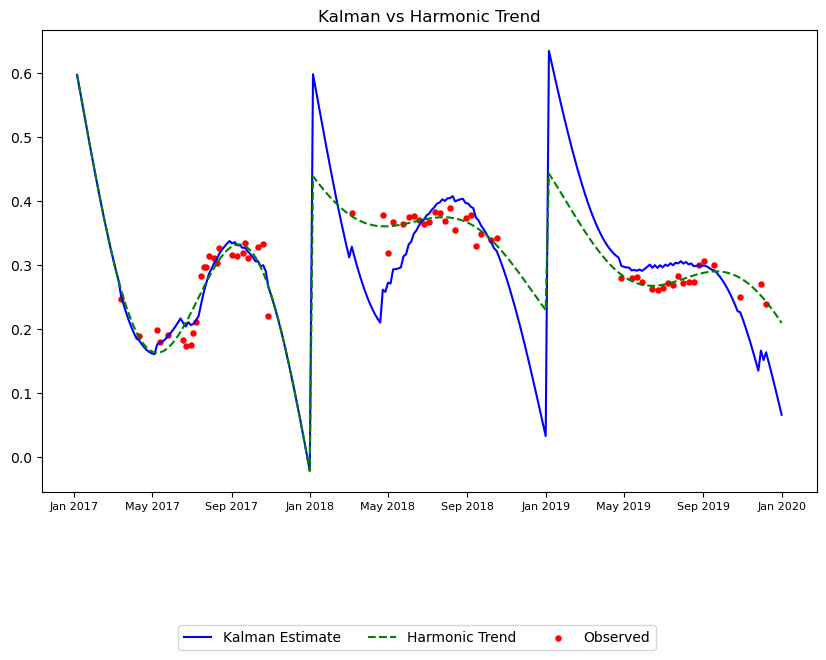 Kalman vs Harmonic Trend
0.6
0.5
0.4
0.3
0.2
0.1
0.0
Jan 2017 May 2017 Sep 2017 Jan 2018 May 2018 Sep 2018 Jan 2019 May 2019 Sep 2019 Jan 2020
Kalman Estimate Harmonic Trend Observed